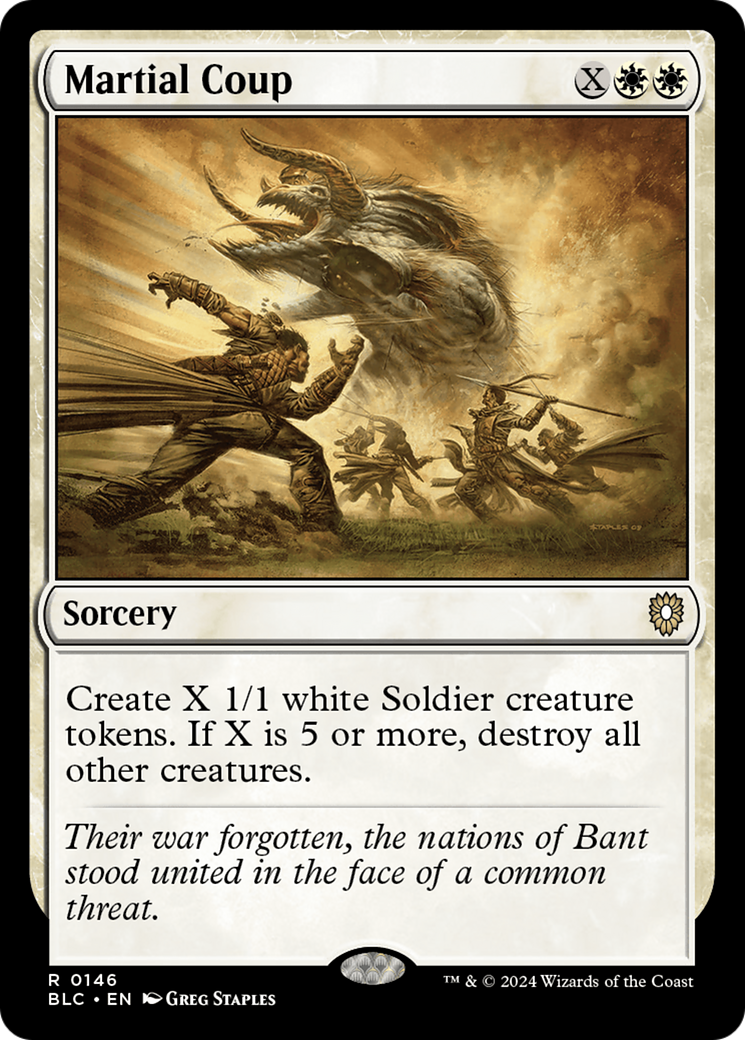 Martial Coup X
STAPLES 09
Sorcery
Create X 1/1 white Soldier creature
tokens. If X is 5 or more, destroy all
other creatures.
Their war forgotten, the nations of Bant
stood united in the face of a common
threat.
R 0146
BLC • EN Greg Staples
™ & © 2024 Wizards of the Coast